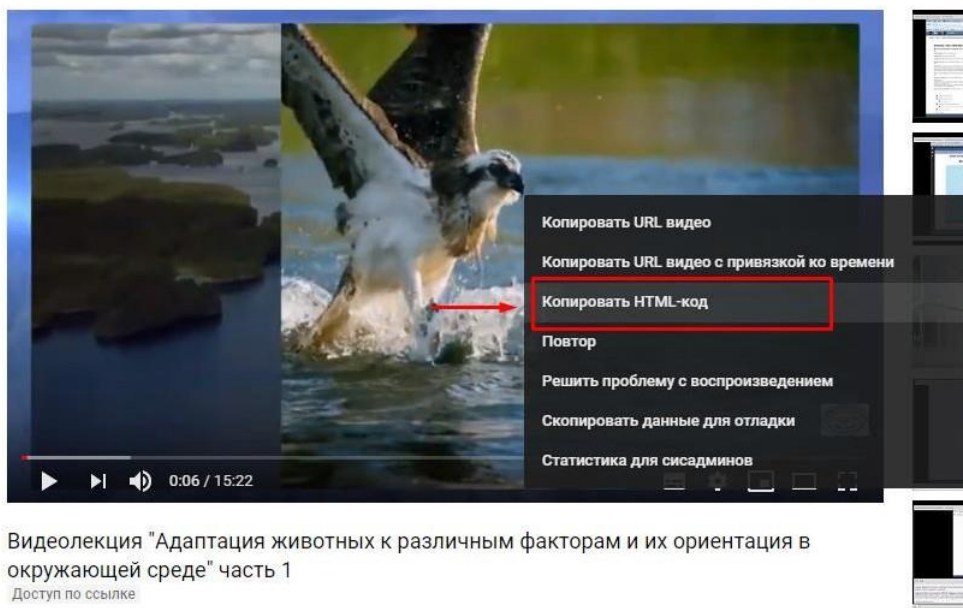 Копировать URL видео
Копировать URL видео с привязкой ко времени
Копировать HTML-код
Повтор
Решить проблему с воспроизведением
Скопировать данные для отладки
Статистика для сисадминов
0:06 / 15:22
Видеолекция "Адаптация животных к различным факторам и их ориентация в
окружающей среде" часть 1
Доступ по ссылке